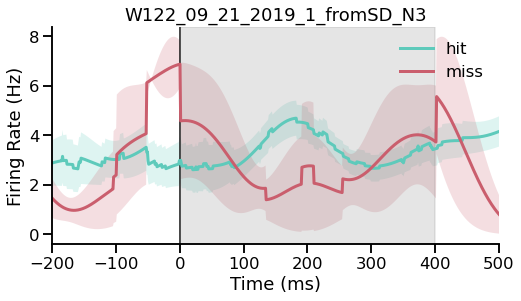 W122_09_21_2019_1_fromSD_N3
Firing Rate (Hz)
8
6
4
2
0
hit
miss
−200 −100 0 100 200 300 400 500
Time (ms)